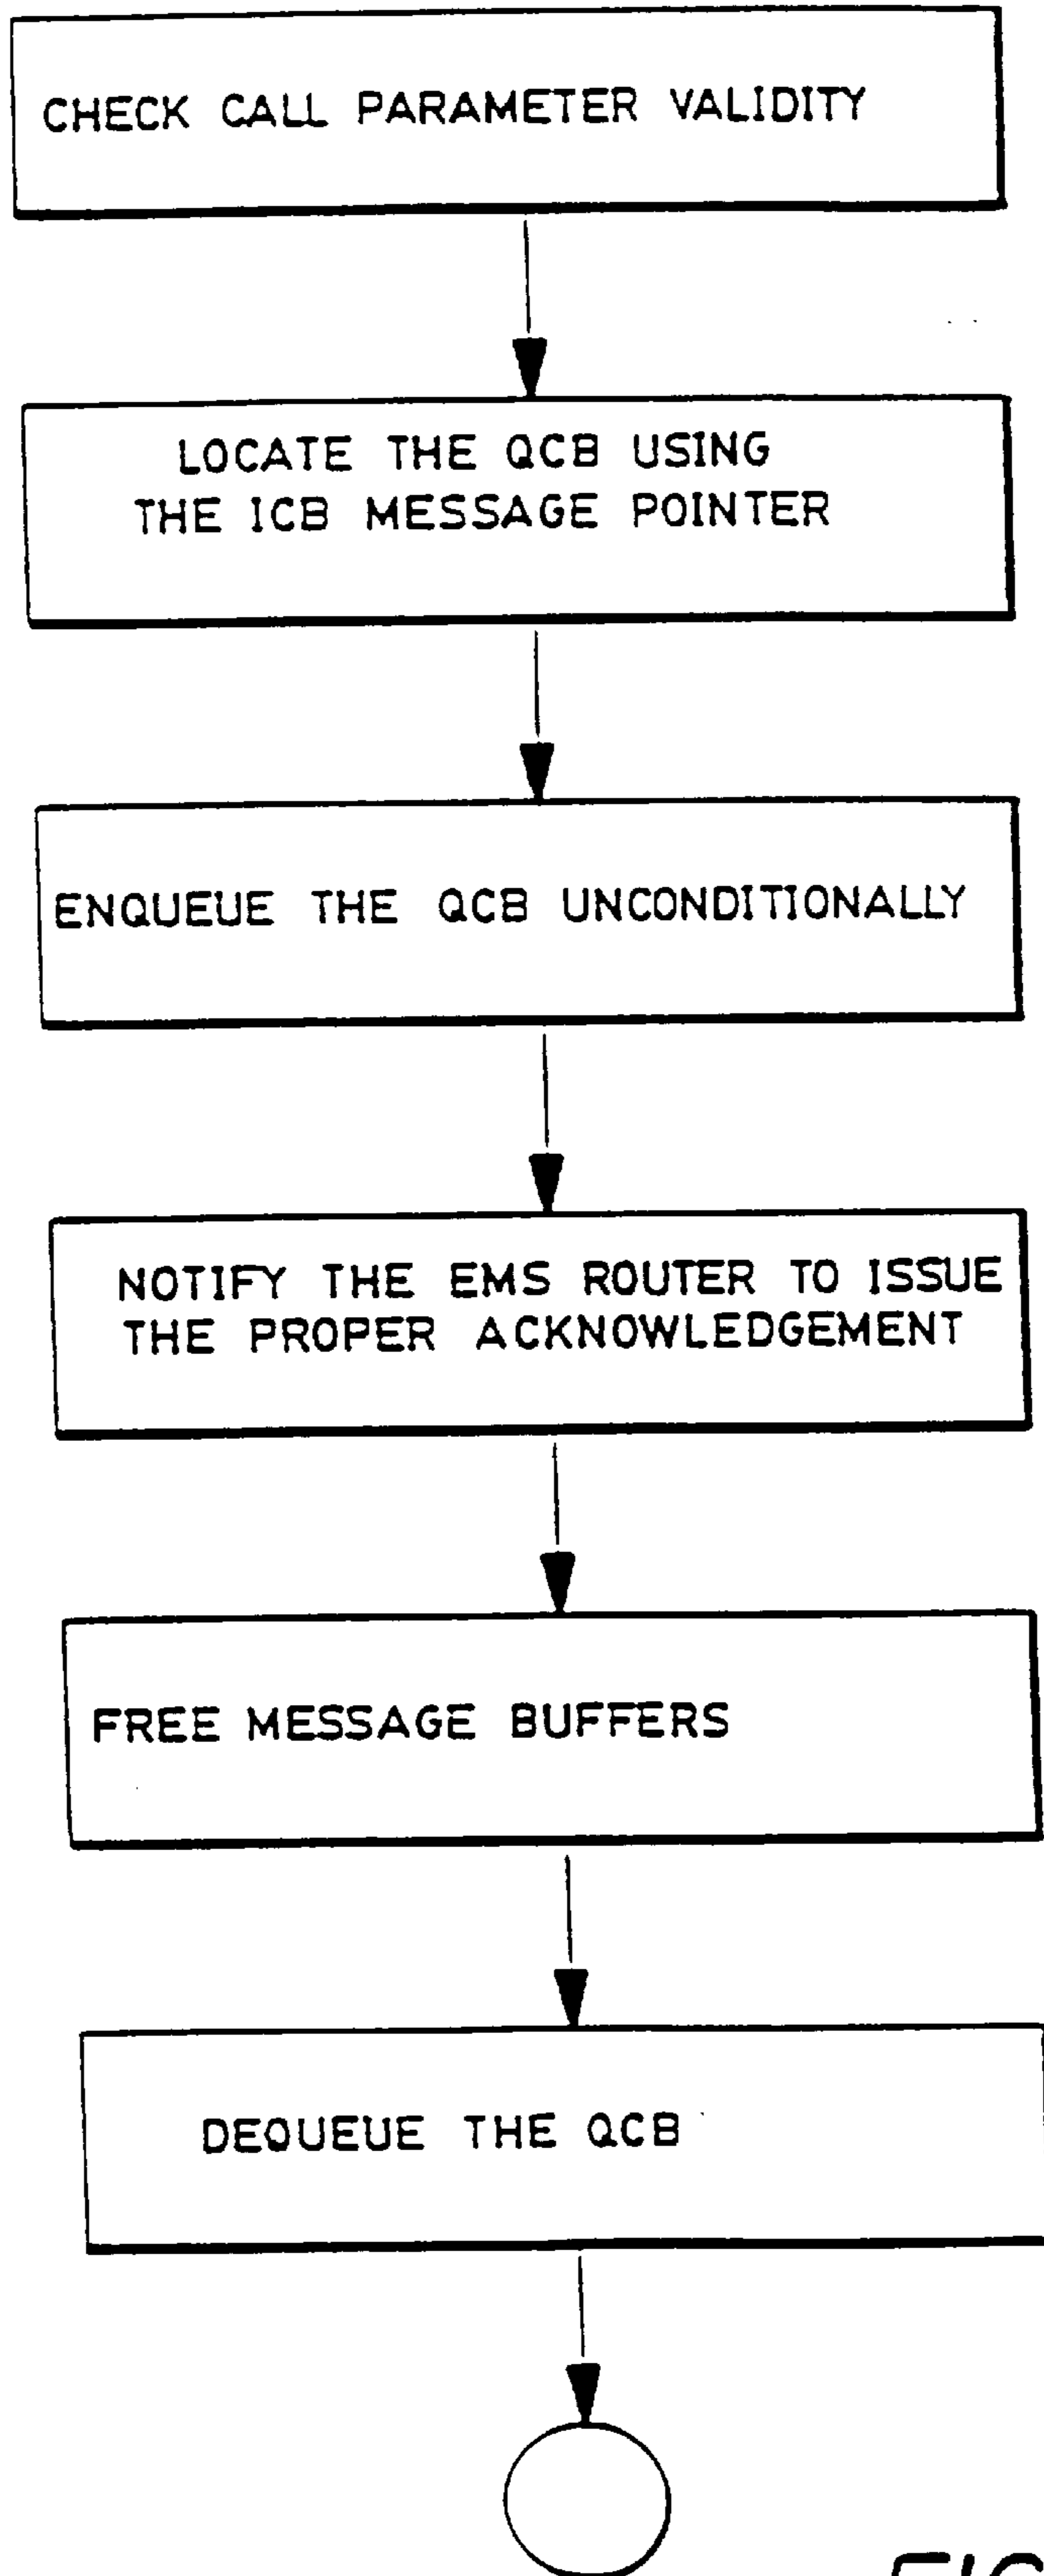 CHECK CALL PARAMETER VALIDITY
LOCATE THE QCB USING
THE ICB MESSAGE POINTER
ENQUEUE THE QCB UNCONDITIONALLY
NOTIFY THE EMS ROUTER TO ISSUE
THE PROPER ACKNOWLEDGEMENT
FREE MESSAGE BUFFERS
DEQUEUE THE QCB